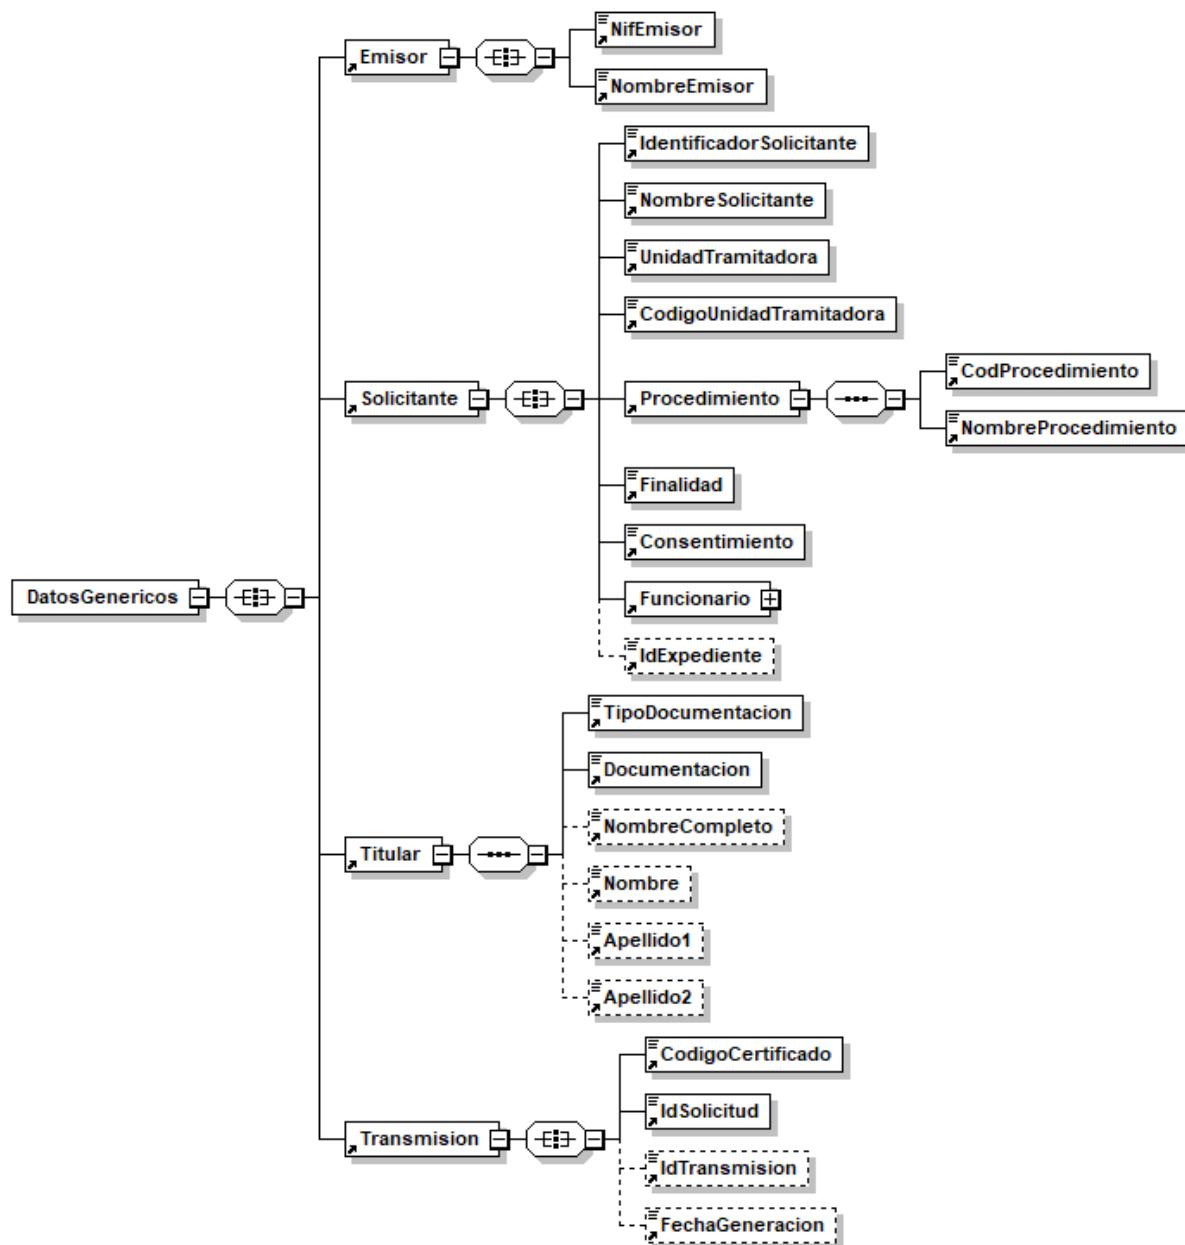 Emisor
NifEmisor
NombreEmisor
IdentificadorSolicitante
NombreSolicitante
UnidadTramitadora
CodigoUnidadTramitadora
Solicitante
Procedimiento
CodProcedimiento
NombreProcedimiento
Finalidad
Consentimiento
DatosGenericos
Funcionario
IdExpediente
TipoDocumentacion
Documentacion
NombreCompleto
Titular
Nombre
Apellido1
Apellido2
CodigoCertificado
IdSolicitud
Transmision
IdTransmision
FechaGeneracion